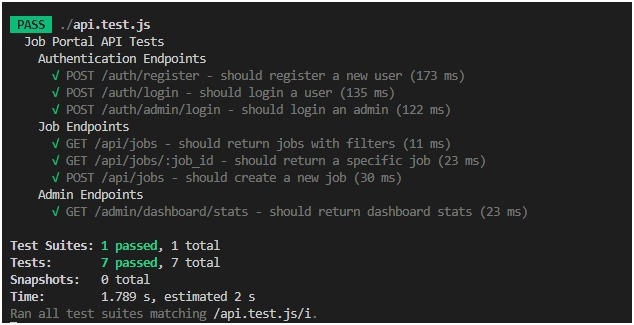 PASS ./api.test.js
Job Portal API Tests
Authentication Endpoints
√ POST /auth/register - should register a new user (173 ms)
√ POST /auth/login - should login a user (135 ms)
√ POST /auth/admin/login - should login an admin (122 ms)
Job Endpoints
√ GET /api/jobs - should return jobs with filters (11 ms)
√ GET /api/jobs/:job_id - should return a specific job (23 ms)
√ POST /api/jobs - should create a new job (30 ms)
Admin Endpoints
√ GET /admin/dashboard/stats - should return dashboard stats (23 ms)
Test Suites: 1 passed, 1 total
Tests: 7 passed, 7 total
Snapshots: 0 total
Time: 1.789 s, estimated 2 s
Ran all test suites matching /api.test.js/i.